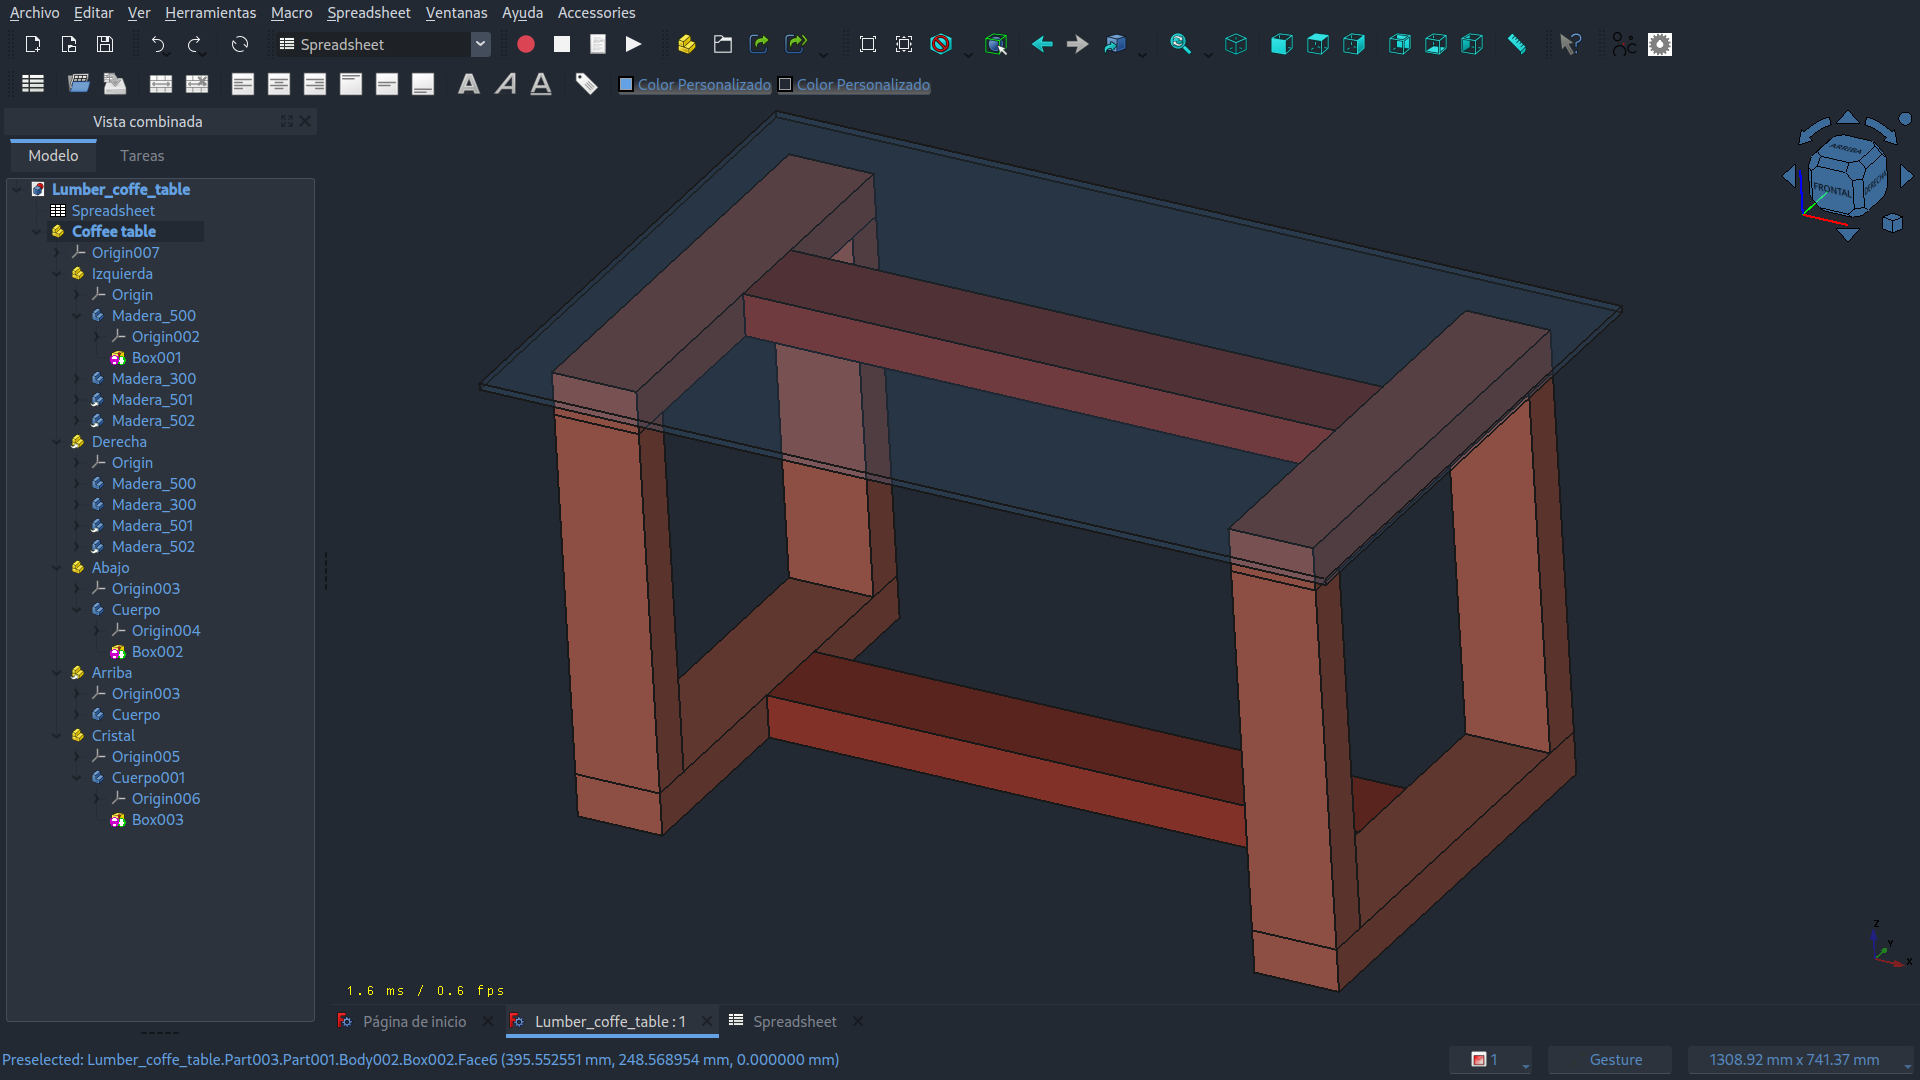 Archivo Editar Ver Herramientas Macro Spreadsheet Ventanas Ayuda Accessories
Spreadsheet
Color Personalizado Color Personalizado
Vista combinada
Modelo Tareas
Lumber_coffe_table
Spreadsheet
Coffee table
Origin007
Izquierda
Origin
Madera_500
Origin002
Box001
Madera_300
Madera_501
Madera_502
Derecha
Origin
Madera_500
Madera_300
Madera_501
Madera_502
Abajo
Origin003
Cuerpo
Origin004
Box002
Arriba
Origin003
Cuerpo
Cristal
Origin005
Cuerpo001
Origin006
Box003
ARRIBA
FRONTAL
DERECHA
Z
Y
X
1.6 ms / 0.6 fps
Página de inicio Lumber_coffe_table : 1 Spreadsheet
Preselected: Lumber_coffe_table.Part003.Part001.Body002.Box002.Face6 (395.552551 mm, 248.568954 mm, 0.000000 mm)
1 Gesture 1308.92 mm x 741.37 mm